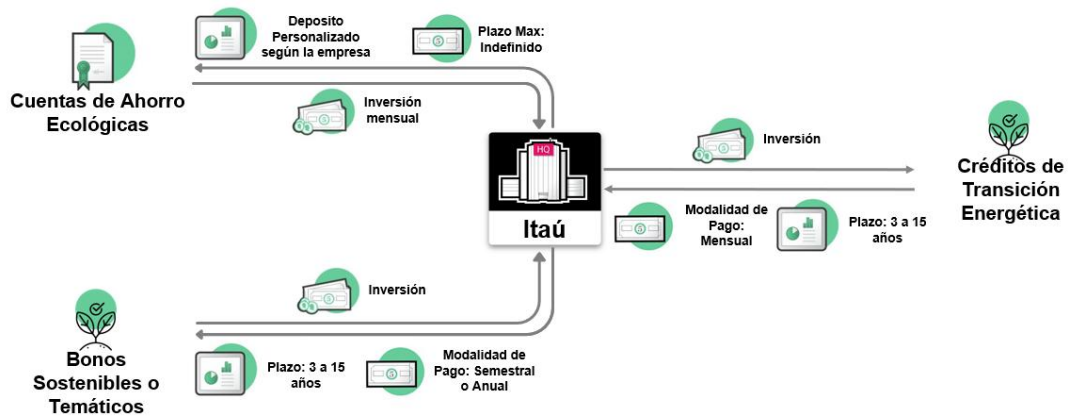 Deposito
Personalizado
según la empresa
Plazo Max:
Indefinido
Cuentas de Ahorro
Ecológicas
Inversión
mensual
HQ
Itaú
Inversión
Créditos de
Transición
Energética
Modalidad de
Pago:
Mensual
Plazo: 3 a 15
años
Inversión
Bonos
Sostenibles o
Temáticos
Plazo: 3 a 15
años
Modalidad de
Pago: Semestral
o Anual